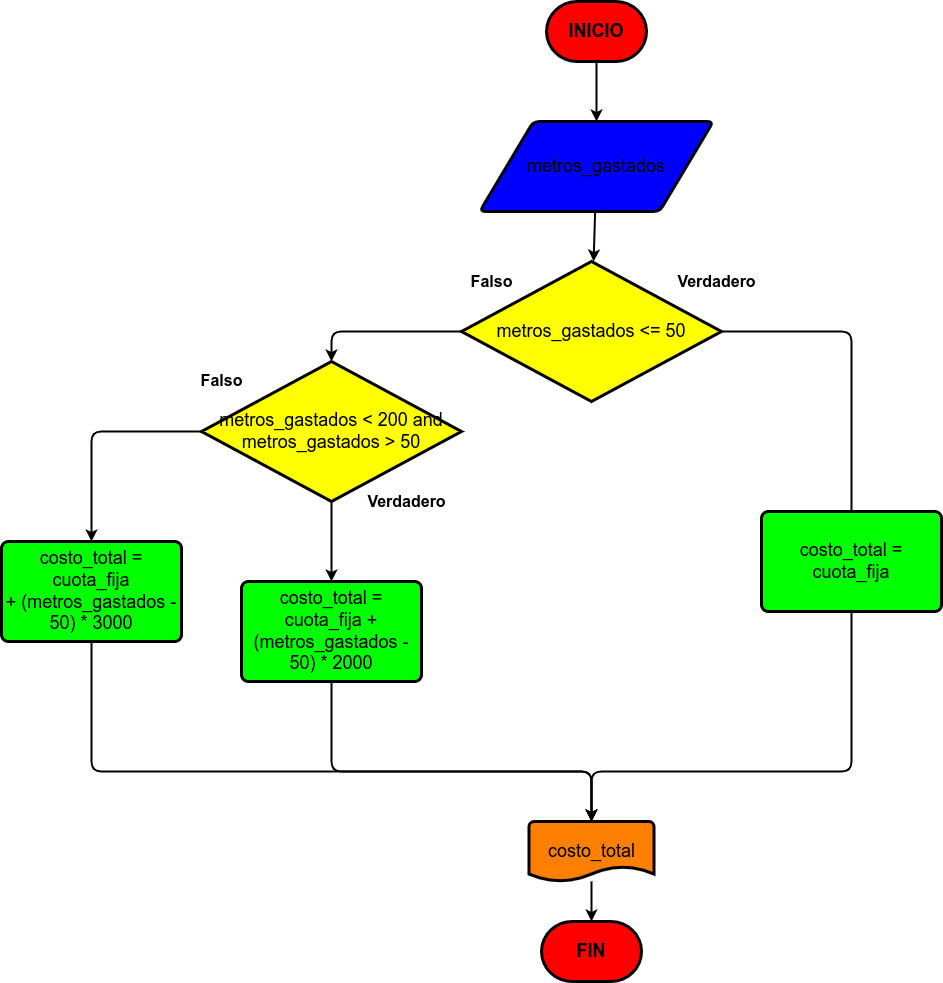 INICIO
metros_gastados
Falso
Verdadero
metros_gastados <= 50
Falso
metros_gastados < 200 and
metros_gastados > 50
Verdadero
costo_total =
cuota_fija
+ (metros_gastados -
50) * 3000
costo_total =
cuota_fija +
(metros_gastados -
50) * 2000
costo_total =
cuota_fija
costo_total
FIN